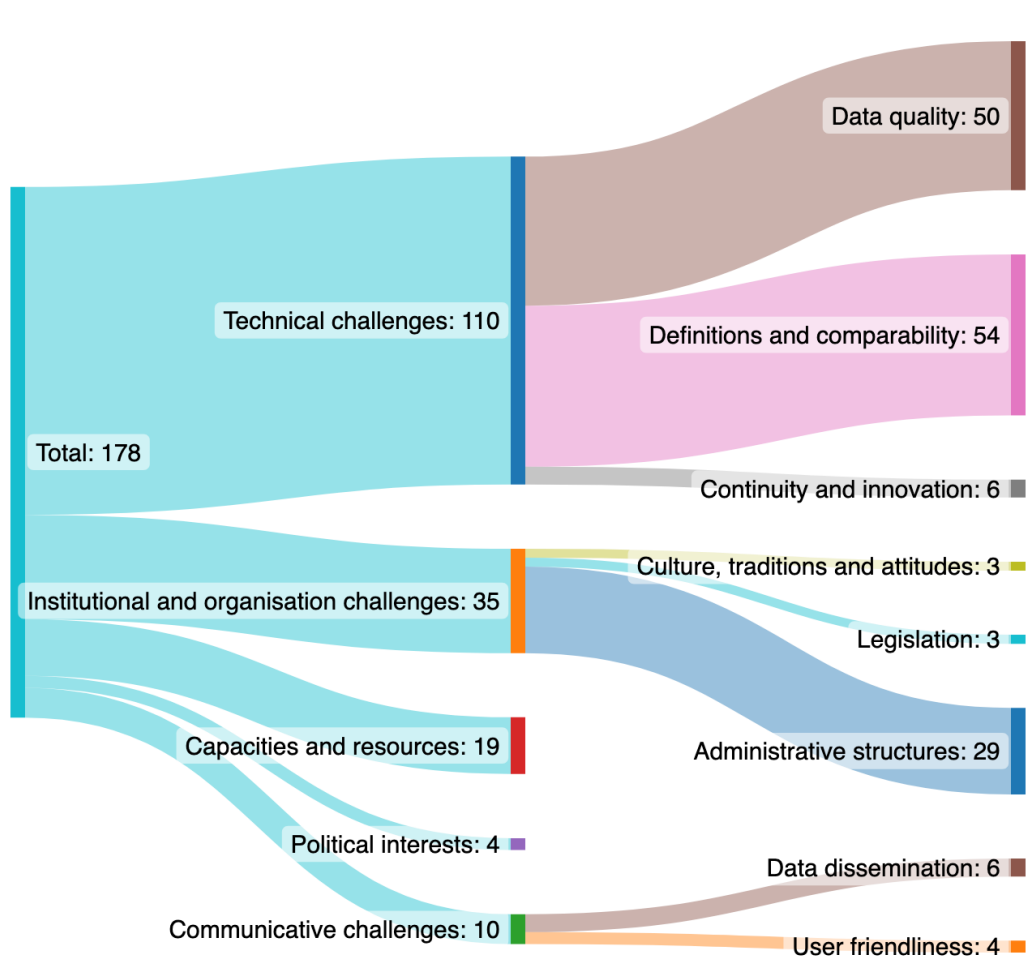 Total: 178
Technical challenges: 110
Institutional and organisation challenges: 35
Capacities and resources: 19
Political interests: 4
Communicative challenges: 10
Data quality: 50
Definitions and comparability: 54
Continuity and innovation: 6
Culture, traditions and attitudes: 3
Legislation: 3
Administrative structures: 29
Data dissemination: 6
User friendliness: 4